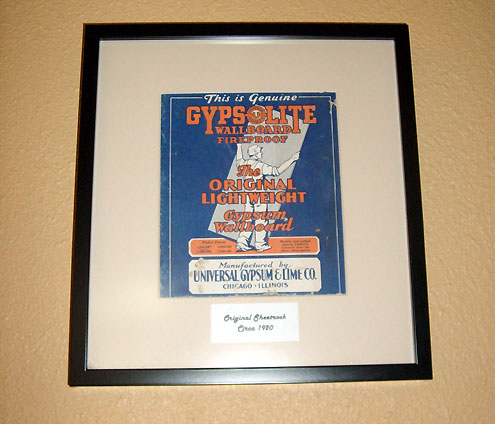 This is Genuine
GYPSOLITE
WALLBOARD
FIREPROOF
The
ORIGINAL
LIGHTWEIGHT
Gypsum
Wallboard
Manufactured by
UNIVERSAL GYPSUM & LIME CO.
CHICAGO · ILLINOIS
Original Sheetrock
Circa 1920